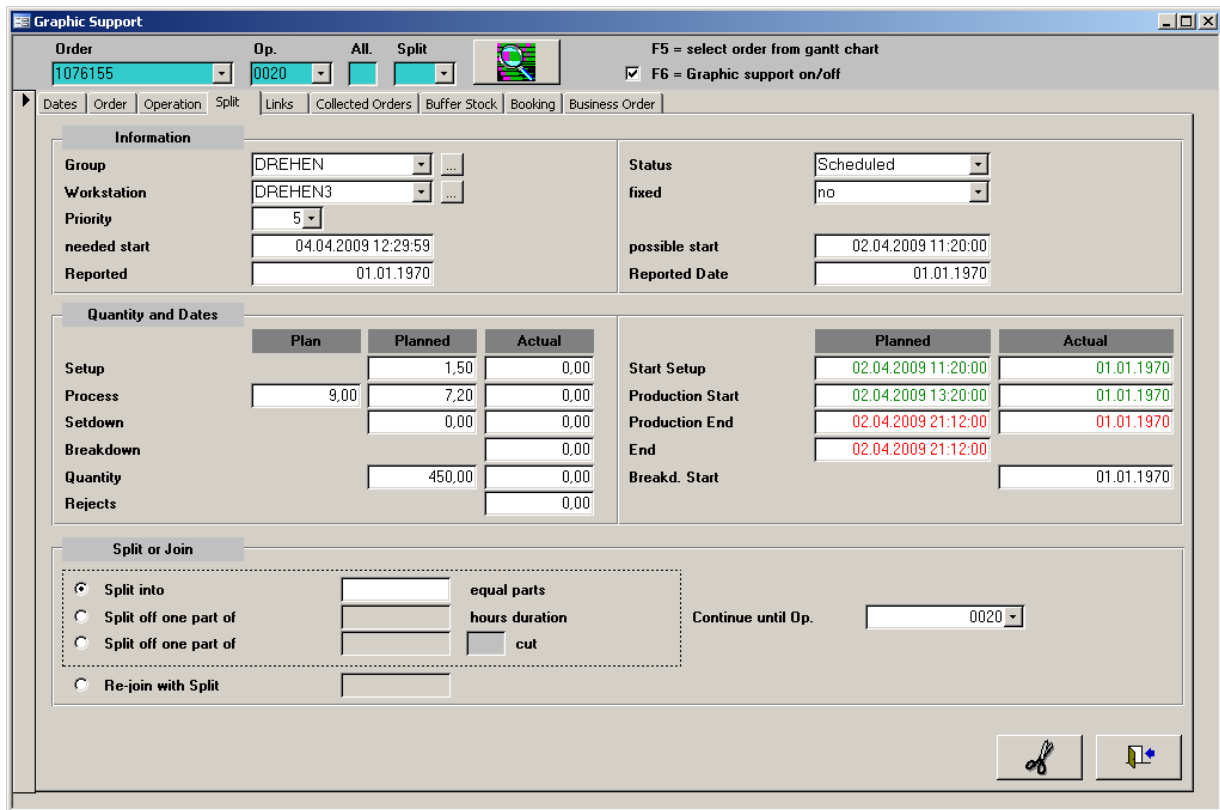 Graphic Support
Order Op. All. Split F5 = select order from gantt chart
1076155 0020 F6 = Graphic support on/off
Dates Order Operation Split Links Collected Orders Buffer Stock Booking Business Order
Information
Group DREHEN ... Status Scheduled
Workstation DREHEN3 ... fixed no
Priority 5
needed start 04.04.2009 12:29:59 possible start 02.04.2009 11:20:00
Reported 01.01.1970 Reported Date 01.01.1970
Quantity and Dates
Plan Planned Actual Planned Actual
Setup 1,50 0,00 Start Setup 02.04.2009 11:20:00 01.01.1970
Process 9,00 7,20 0,00 Production Start 02.04.2009 13:20:00 01.01.1970
Setdown 0,00 0,00 Production End 02.04.2009 21:12:00 01.01.1970
Breakdown 0,00 End 02.04.2009 21:12:00
Quantity 450,00 0,00 Breakd. Start 01.01.1970
Rejects 0,00
Split or Join
Split into equal parts
Split off one part of hours duration Continue until Op. 0020
Split off one part of cut
Re-join with Split